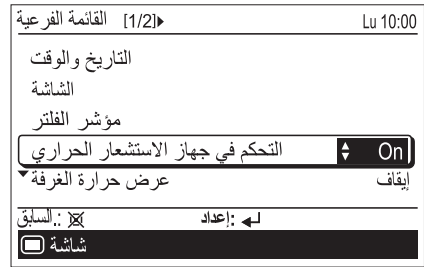 القائمة الفرعية [1/2] Lu 10:00
التاريخ والوقت
الشاشة
مؤشر الفلتر
التحكم في جهاز الاستشعار الحراري On
عرض حرارة الغرفة إيقاف
السابق: إعداد:
شاشة